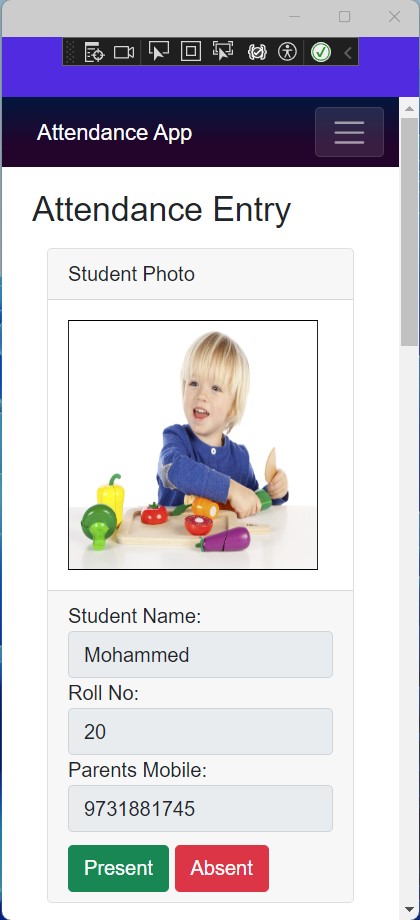 Attendance App
Attendance Entry
Student Photo
Student Name:
Mohammed
Roll No:
20
Parents Mobile:
9731881745
Present Absent